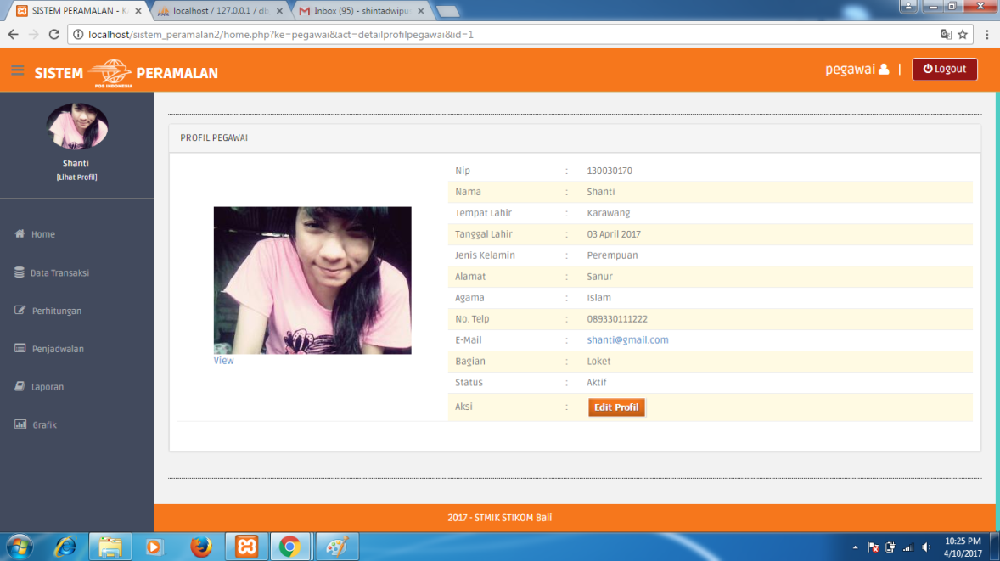 SISTEM PERAMALAN - K
localhost / 127.0.0.1 / db
Inbox (95) - shintadwipu
localhost/sistem_peramalan2/home.php?ke=pegawai&act=detailprofilpegawai&id=1
SISTEM POS INDONESIA PERAMALAN
pegawai | Logout
Shanti
[Lihat Profil]
Home
Data Transaksi
Perhitungan
Penjadwalan
Laporan
Grafik
PROFIL PEGAWAI
View
Nip : 130030170
Nama : Shanti
Tempat Lahir : Karawang
Tanggal Lahir : 03 April 2017
Jenis Kelamin : Perempuan
Alamat : Sanur
Agama : Islam
No. Telp : 089330111222
E-Mail : shanti@gmail.com
Bagian : Loket
Status : Aktif
Aksi : Edit Profil
2017 - STMIK STIKOM Bali
10:25 PM
4/10/2017